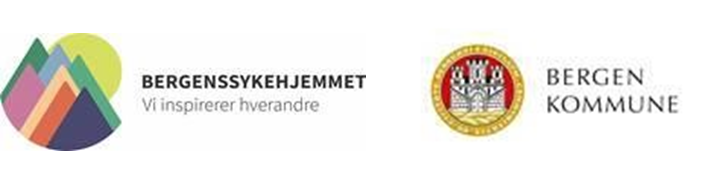 BERGENSSYKEHJEMMET
Vi inspirerer hverandre
BERGEN
KOMMUNE